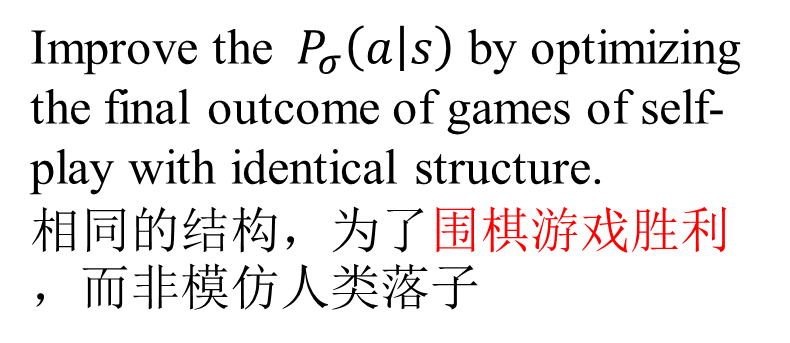 Improve the P_σ(a|s) by optimizing
the final outcome of games of self-
play with identical structure.
相同的结构，为了围棋游戏胜利
，而非模仿人类落子